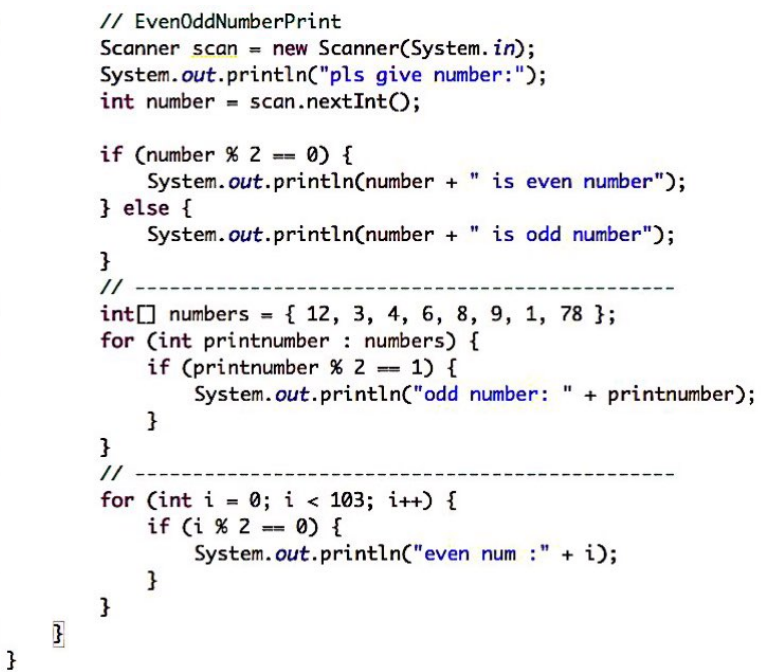 // EvenOddNumberPrint
Scanner scan = new Scanner(System.in);
System.out.println("pls give number:");
int number = scan.nextInt();

if (number % 2 == 0) {
    System.out.println(number + " is even number");
} else {
    System.out.println(number + " is odd number");
}
// ----------------------------------------------
int[] numbers = { 12, 3, 4, 6, 8, 9, 1, 78 };
for (int printnumber : numbers) {
    if (printnumber % 2 == 1) {
        System.out.println("odd number: " + printnumber);
    }
}
// ----------------------------------------------
for (int i = 0; i < 103; i++) {
    if (i % 2 == 0) {
        System.out.println("even num :" + i);
    }
}
}
}